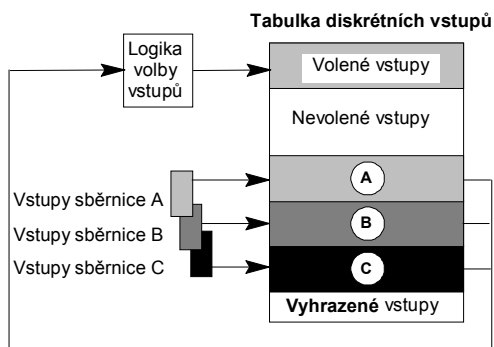 Tabulka diskrétních vstupů
Logika
volby
vstupů
Volené vstupy
Nevolené vstupy
A
Vstupy sběrnice A
B
Vstupy sběrnice B
C
Vstupy sběrnice C
Vyhrazené vstupy